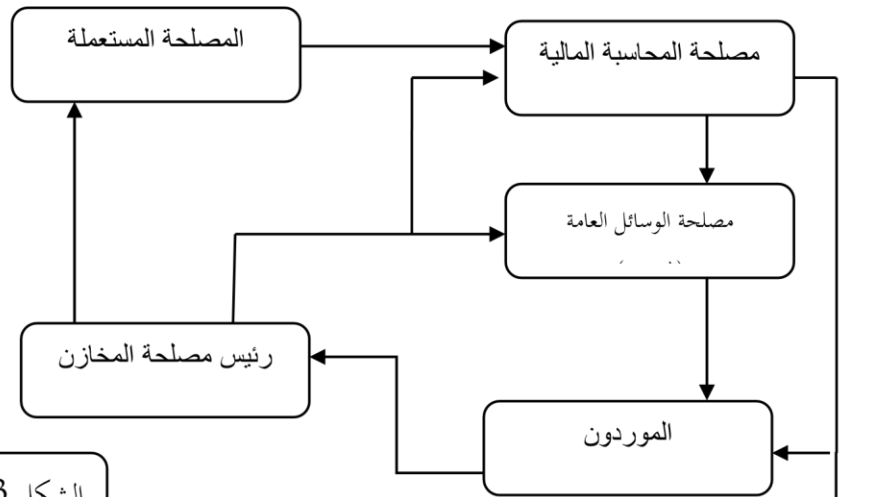 المصلحة المستعملة
مصلحة المحاسبة المالية
مصلحة الوسائل العامة
رئيس مصلحة المخازن
الموردون